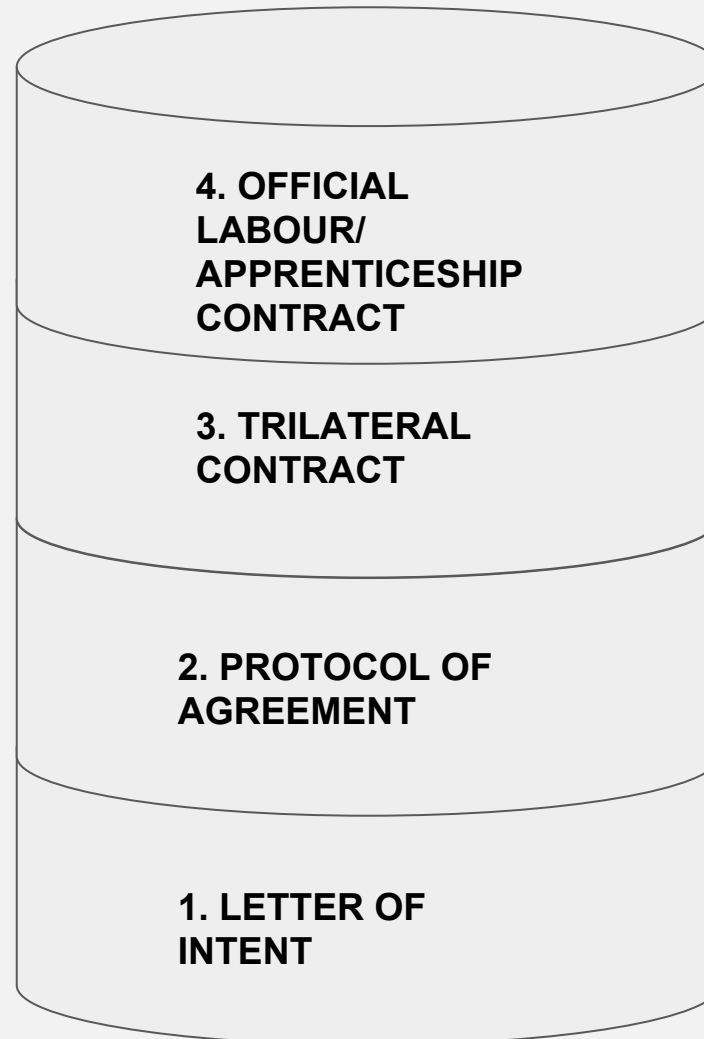 4. OFFICIAL
LABOUR/
APPRENTICESHIP
CONTRACT
3. TRILATERAL
CONTRACT
2. PROTOCOL OF
AGREEMENT
1. LETTER OF
INTENT